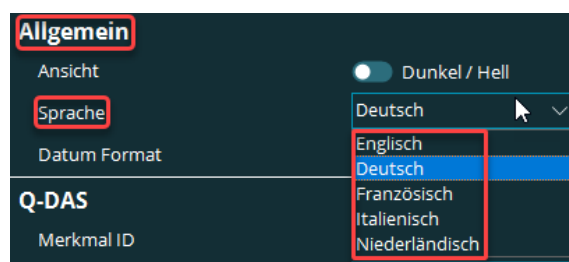 Allgemein
Ansicht Dunkel / Hell
Sprache Deutsch
Englisch
Datum Format
Deutsch
Französisch
Q-DAS
Italienisch
Merkmal ID Niederländisch